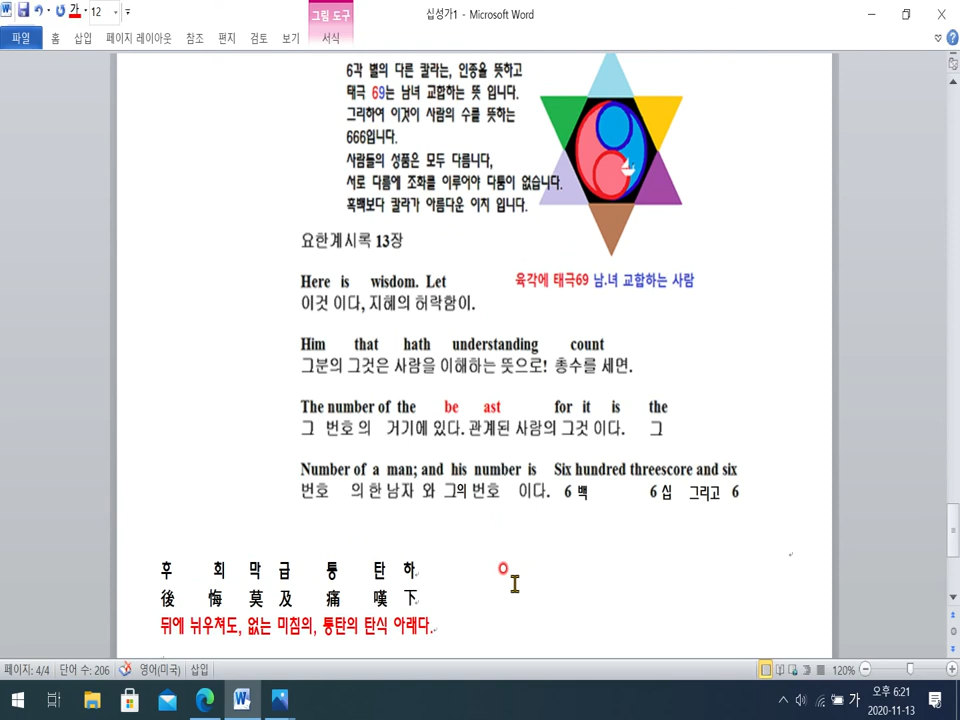 가
12
그림 도구
십성가1 - Microsoft Word
파일 홈 삽입 페이지 레이아웃 참조 편지 검토 보기 서식
6각 별의 다른 칼라는, 인종을 뜻하고
태극 69는 남녀 교합하는 뜻 입니다.
그리하여 이것이 사람의 수를 뜻하는
666입니다.
사람들의 성품은 모두 다릅니다,
서로 다름에 조화를 이루어야 다툼이 없습니다.
흑백보다 칼라가 아름다운 이치 입니다.
요한계시록 13장
Here is wisdom. Let
육각에 태극69 남.녀 교합하는 사람
이것 이다, 지혜의 허락함이.
Him that hath understanding count
그분의 그것은 사람을 이해하는 뜻으로! 총수를 세면.
The number of the be ast for it is the
그 번호 의 거기에 있다. 관계된 사람의 그것 이다. 그
Number of a man; and his number is Six hundred threescore and six
번호 의 한 남자 와 그의 번호 이다. 6 백 6 십 그리고 6
후 회 막 급 통 탄 하
後 悔 莫 及 痛 嘆 下
뒤에 뉘우쳐도, 없는 미침의, 통탄의 탄식 아래다.
페이지: 4/4 단어 수: 206 영어(미국) 삽입 120%
가 오후 6:21
2020-11-13